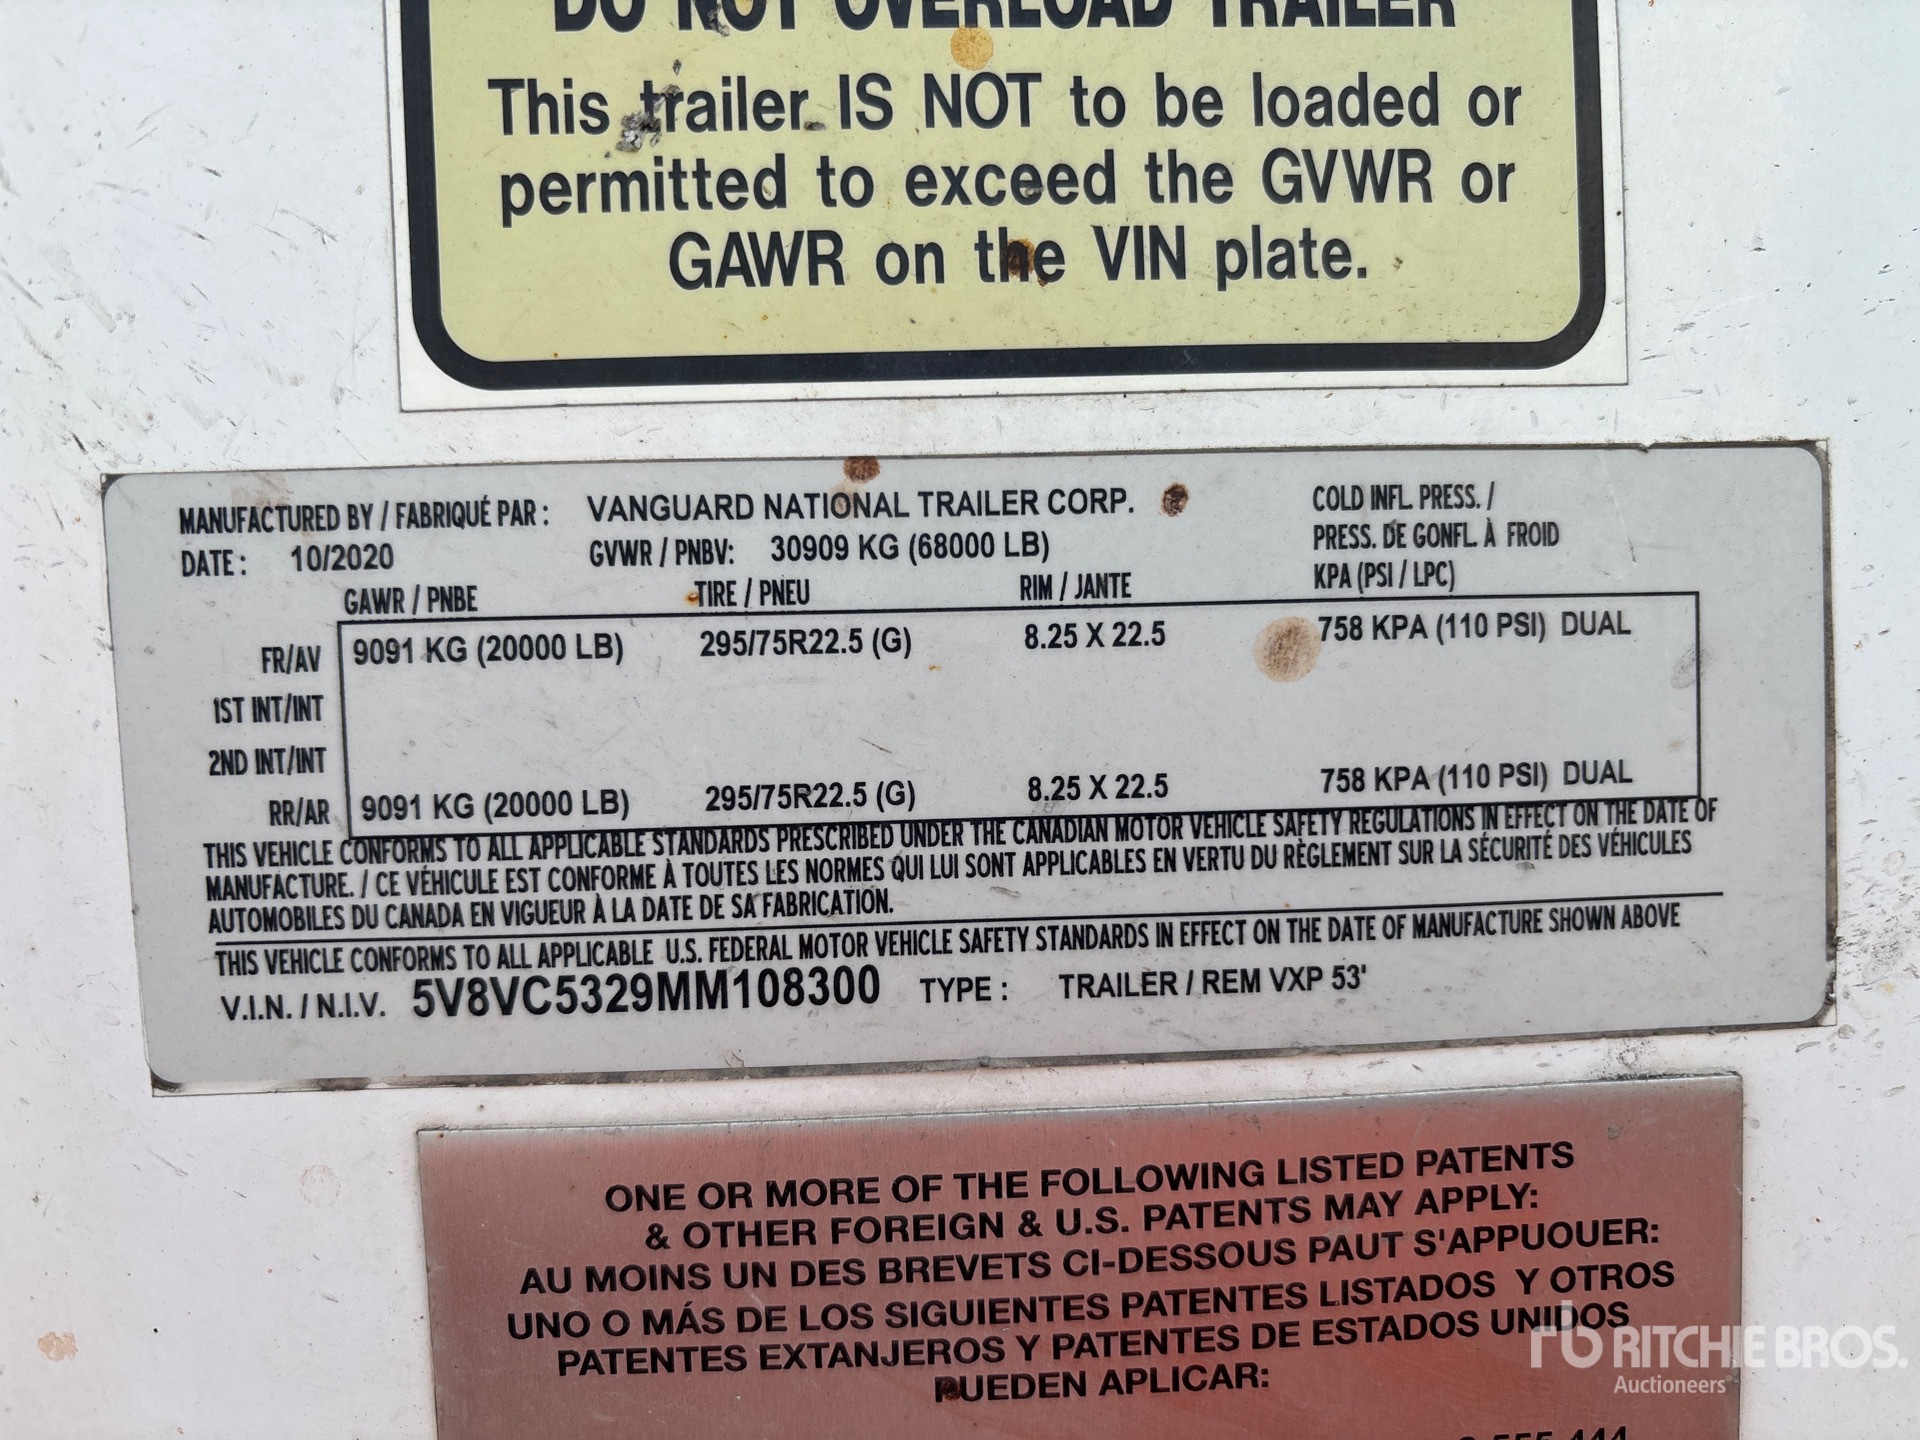 DO NOT OVERLOAD TRAILER
This trailer IS NOT to be loaded or
permitted to exceed the GVWR or
GAWR on the VIN plate.
MANUFACTURED BY / FABRIQUÉ PAR : VANGUARD NATIONAL TRAILER CORP.
DATE : 10/2020 GVWR / PNBV: 30909 KG (68000 LB)
COLD INFL. PRESS. /
PRESS. DE GONFL. À FROID
KPA (PSI / LPC)
GAWR / PNBE TIRE / PNEU RIM / JANTE
FR/AV 9091 KG (20000 LB) 295/75R22.5 (G) 8.25 X 22.5 758 KPA (110 PSI) DUAL
1ST INT/INT
2ND INT/INT
RR/AR 9091 KG (20000 LB) 295/75R22.5 (G) 8.25 X 22.5 758 KPA (110 PSI) DUAL
THIS VEHICLE CONFORMS TO ALL APPLICABLE STANDARDS PRESCRIBED UNDER THE CANADIAN MOTOR VEHICLE SAFETY REGULATIONS IN EFFECT ON THE DATE OF
MANUFACTURE. / CE VÉHICULE EST CONFORME À TOUTES LES NORMES QUI LUI SONT APPLICABLES EN VERTU DU RÈGLEMENT SUR LA SÉCURITÉ DES VÉHICULES
AUTOMOBILES DU CANADA EN VIGUEUR À LA DATE DE SA FABRICATION.
THIS VEHICLE CONFORMS TO ALL APPLICABLE U.S. FEDERAL MOTOR VEHICLE SAFETY STANDARDS IN EFFECT ON THE DATE OF MANUFACTURE SHOWN ABOVE
V.I.N. / N.I.V. 5V8VC5329MM108300 TYPE : TRAILER / REM VXP 53'
ONE OR MORE OF THE FOLLOWING LISTED PATENTS
& OTHER FOREIGN & U.S. PATENTS MAY APPLY:
AU MOINS UN DES BREVETS CI-DESSOUS PAUT S'APPUOUER:
UNO O MÁS DE LOS SIGUIENTES PATENTES LISTADOS Y OTROS
PATENTES EXTANJEROS Y PATENTES DE ESTADOS UNIDOS
PUEDEN APLICAR:
rb RITCHIE BROS.
Auctioneers